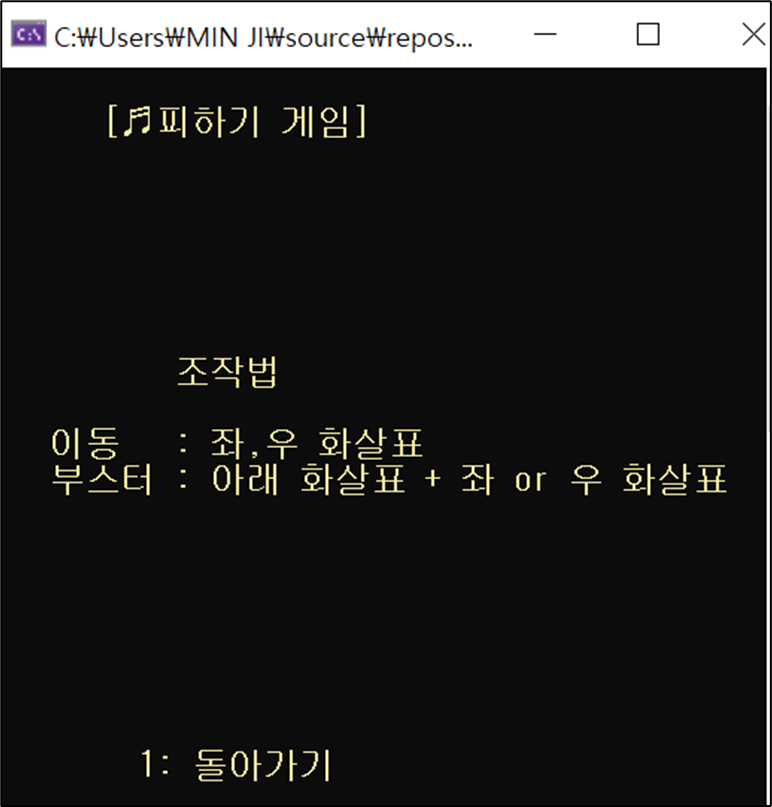 C:\Users\MIN JI\source\repos...
[♬피하기 게임]
조작법
이동 : 좌,우 화살표
부스터 : 아래 화살표 + 좌 or 우 화살표
1: 돌아가기